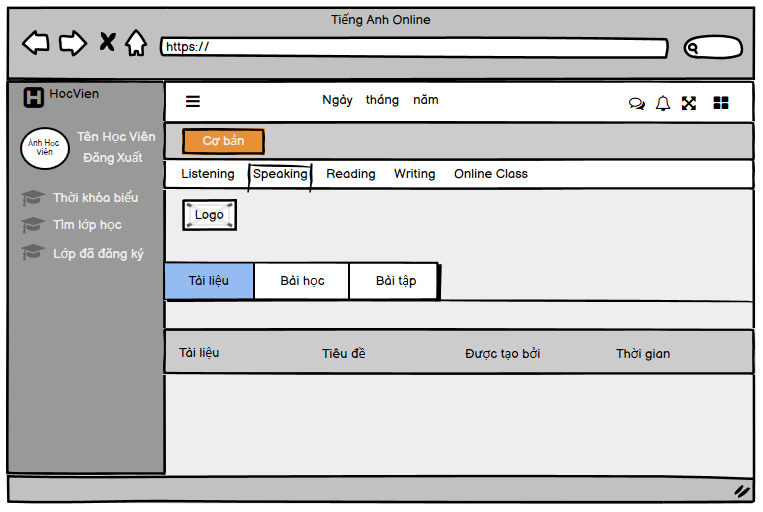 Tiếng Anh Online
https://
H HocVien
Ngày tháng năm
Ảnh Học
Viên
Tên Học Viên
Đăng Xuất
Cơ bản
Listening Speaking Reading Writing Online Class
Thời khóa biểu
Tìm lớp học
Lớp đã đăng ký
Logo
Tài liệu Bài học Bài tập
Tài liệu Tiêu đề Được tạo bởi Thời gian